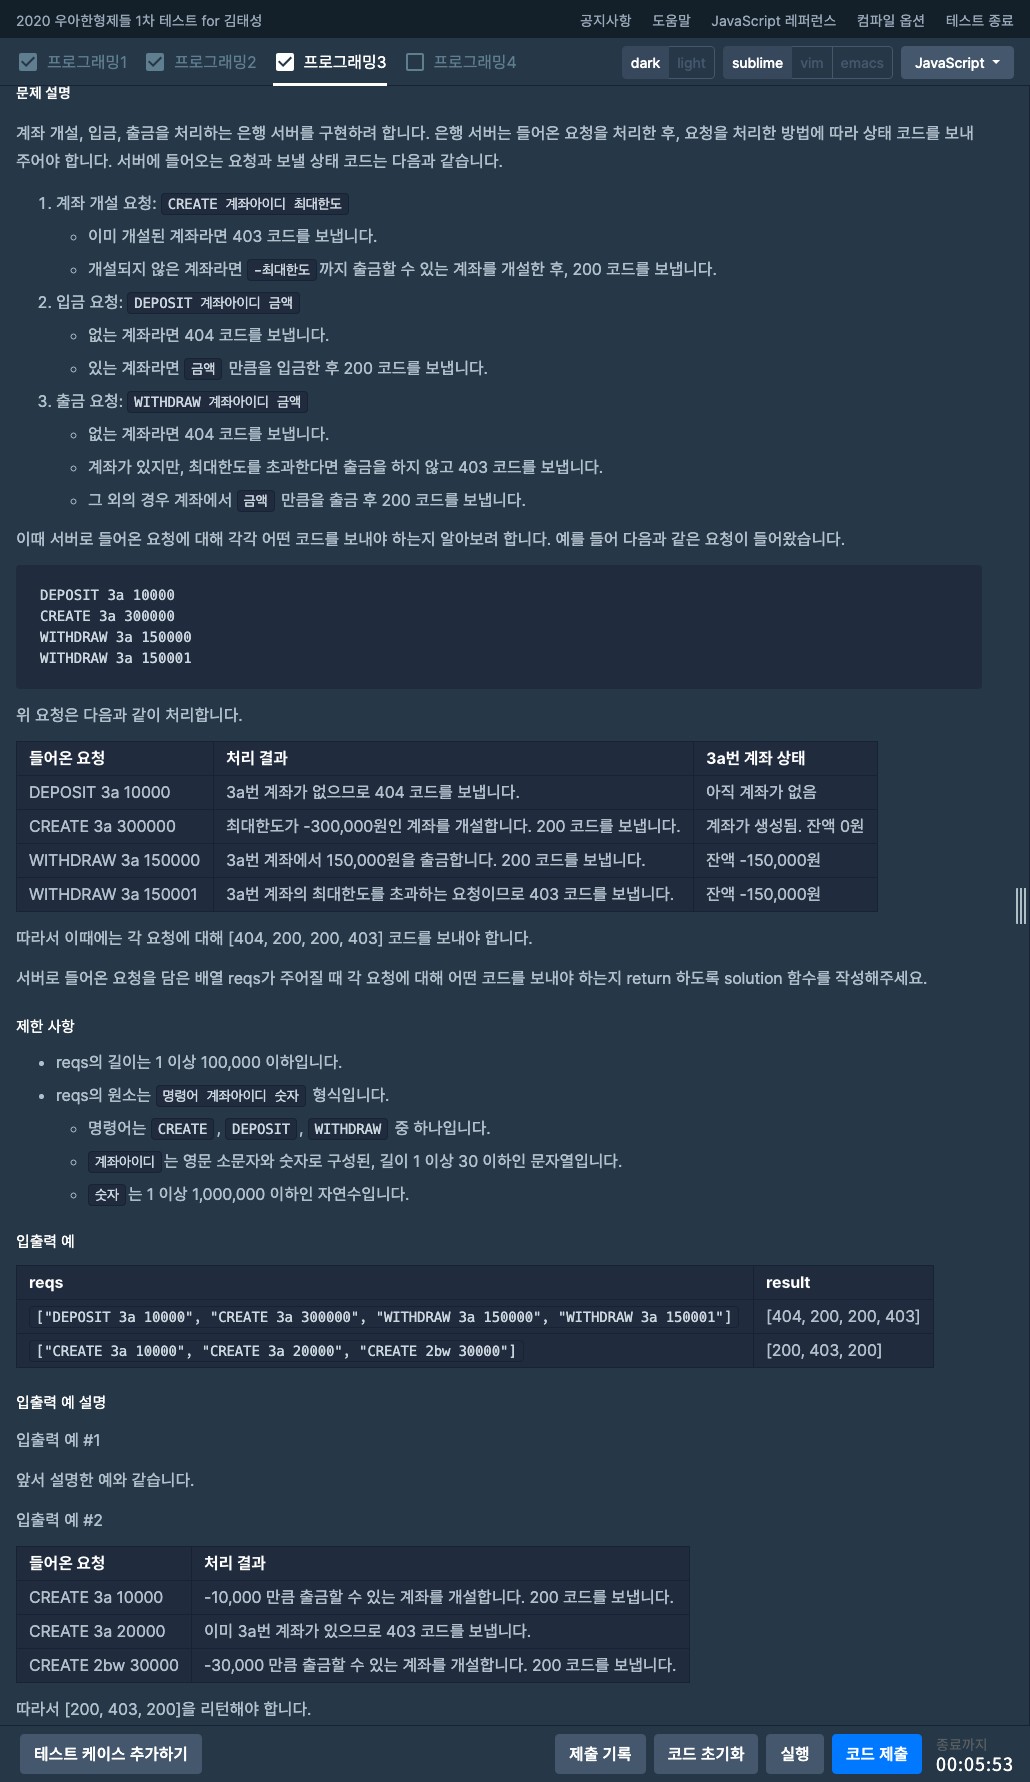 2020 우아한형제들 1차 테스트 for 김태성
공지사항 도움말 JavaScript 레퍼런스 컴파일 옵션 테스트 종료
프로그래밍1 프로그래밍2 프로그래밍3 프로그래밍4 dark light sublime vim emacs JavaScript
문제 설명
계좌 개설, 입금, 출금을 처리하는 은행 서버를 구현하려 합니다. 은행 서버는 들어온 요청을 처리한 후, 요청을 처리한 방법에 따라 상태 코드를 보내
주어야 합니다. 서버에 들어오는 요청과 보낼 상태 코드는 다음과 같습니다.
1. 계좌 개설 요청: CREATE 계좌아이디 최대한도
이미 개설된 계좌라면 403 코드를 보냅니다.
개설되지 않은 계좌라면 -최대한도 까지 출금할 수 있는 계좌를 개설한 후, 200 코드를 보냅니다.
2. 입금 요청: DEPOSIT 계좌아이디 금액
없는 계좌라면 404 코드를 보냅니다.
있는 계좌라면 금액 만큼을 입금한 후 200 코드를 보냅니다.
3. 출금 요청: WITHDRAW 계좌아이디 금액
없는 계좌라면 404 코드를 보냅니다.
계좌가 있지만, 최대한도를 초과한다면 출금을 하지 않고 403 코드를 보냅니다.
그 외의 경우 계좌에서 금액 만큼을 출금 후 200 코드를 보냅니다.
이때 서버로 들어온 요청에 대해 각각 어떤 코드를 보내야 하는지 알아보려 합니다. 예를 들어 다음과 같은 요청이 들어왔습니다.
DEPOSIT 3a 10000
CREATE 3a 300000
WITHDRAW 3a 150000
WITHDRAW 3a 150001
위 요청은 다음과 같이 처리합니다.
들어온 요청 처리 결과 3a번 계좌 상태
DEPOSIT 3a 10000 3a번 계좌가 없으므로 404 코드를 보냅니다. 아직 계좌가 없음
CREATE 3a 300000 최대한도가 -300,000원인 계좌를 개설합니다. 200 코드를 보냅니다. 계좌가 생성됨. 잔액 0원
WITHDRAW 3a 150000 3a번 계좌에서 150,000원을 출금합니다. 200 코드를 보냅니다. 잔액 -150,000원
WITHDRAW 3a 150001 3a번 계좌의 최대한도를 초과하는 요청이므로 403 코드를 보냅니다. 잔액 -150,000원
따라서 이때에는 각 요청에 대해 [404, 200, 200, 403] 코드를 보내야 합니다.
서버로 들어온 요청을 담은 배열 reqs가 주어질 때 각 요청에 대해 어떤 코드를 보내야 하는지 return 하도록 solution 함수를 작성해주세요.
제한 사항
reqs의 길이는 1 이상 100,000 이하입니다.
reqs의 원소는 명령어 계좌아이디 숫자 형식입니다.
명령어는 CREATE , DEPOSIT , WITHDRAW 중 하나입니다.
계좌아이디 는 영문 소문자와 숫자로 구성된, 길이 1 이상 30 이하인 문자열입니다.
숫자 는 1 이상 1,000,000 이하인 자연수입니다.
입출력 예
reqs result
["DEPOSIT 3a 10000", "CREATE 3a 300000", "WITHDRAW 3a 150000", "WITHDRAW 3a 150001"] [404, 200, 200, 403]
["CREATE 3a 10000", "CREATE 3a 20000", "CREATE 2bw 30000"] [200, 403, 200]
입출력 예 설명
입출력 예 #1
앞서 설명한 예와 같습니다.
입출력 예 #2
들어온 요청 처리 결과
CREATE 3a 10000 -10,000 만큼 출금할 수 있는 계좌를 개설합니다. 200 코드를 보냅니다.
CREATE 3a 20000 이미 3a번 계좌가 있으므로 403 코드를 보냅니다.
CREATE 2bw 30000 -30,000 만큼 출금할 수 있는 계좌를 개설합니다. 200 코드를 보냅니다.
따라서 [200, 403, 200]을 리턴해야 합니다.
테스트 케이스 추가하기 제출 기록 코드 초기화 실행 코드 제출 종료까지
00:05:53